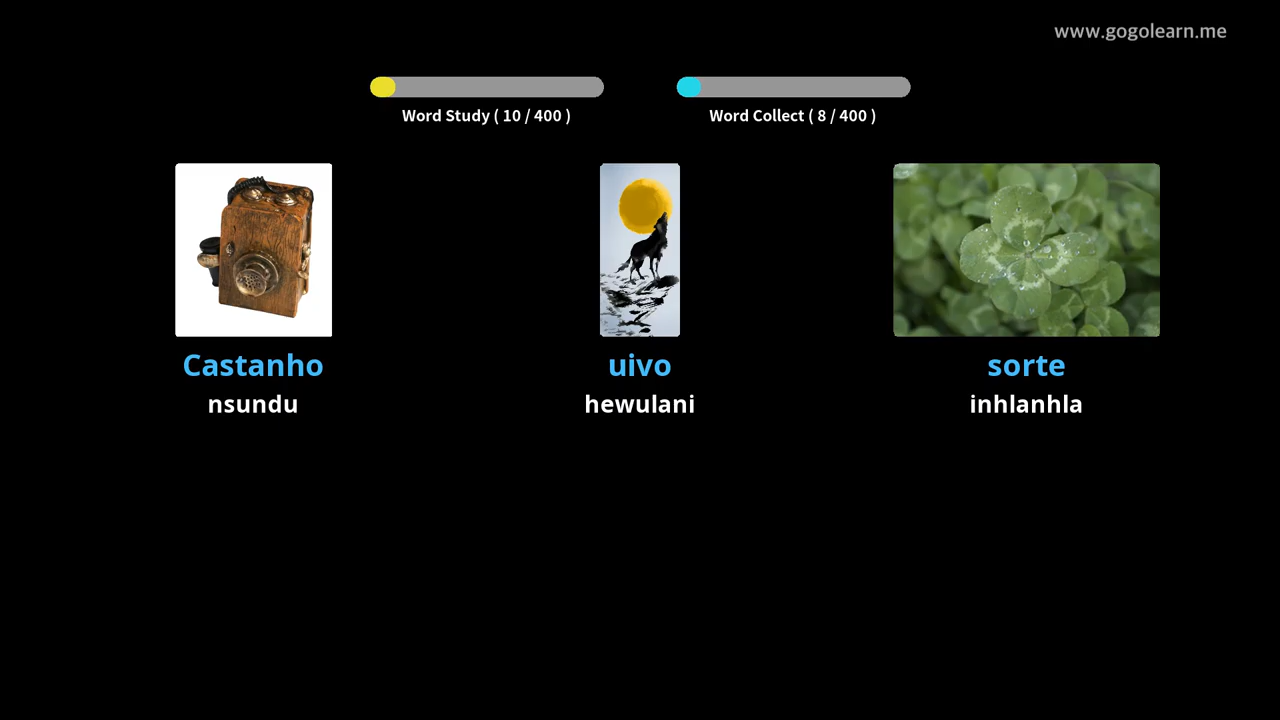 www.gogolearn.me
Word Study ( 10 / 400 )
Word Collect ( 8 / 400 )
Castanho
nsundu
uivo
hewulani
sorte
inhlanhla